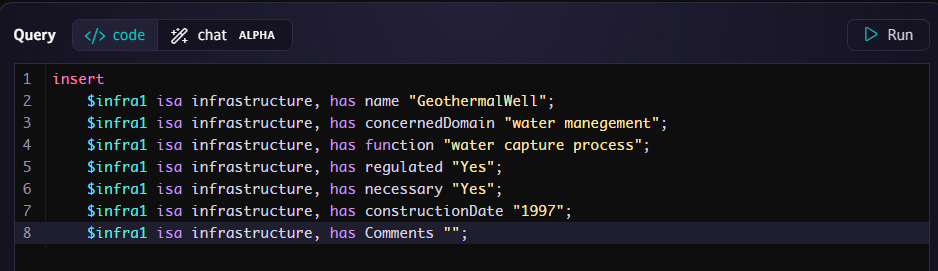 Query </> code chat ALPHA Run
1 insert
2 $infra1 isa infrastructure, has name "GeothermalWell";
3 $infra1 isa infrastructure, has concernedDomain "water manegement";
4 $infra1 isa infrastructure, has function "water capture process";
5 $infra1 isa infrastructure, has regulated "Yes";
6 $infra1 isa infrastructure, has necessary "Yes";
7 $infra1 isa infrastructure, has constructionDate "1997";
8 $infra1 isa infrastructure, has Comments "";